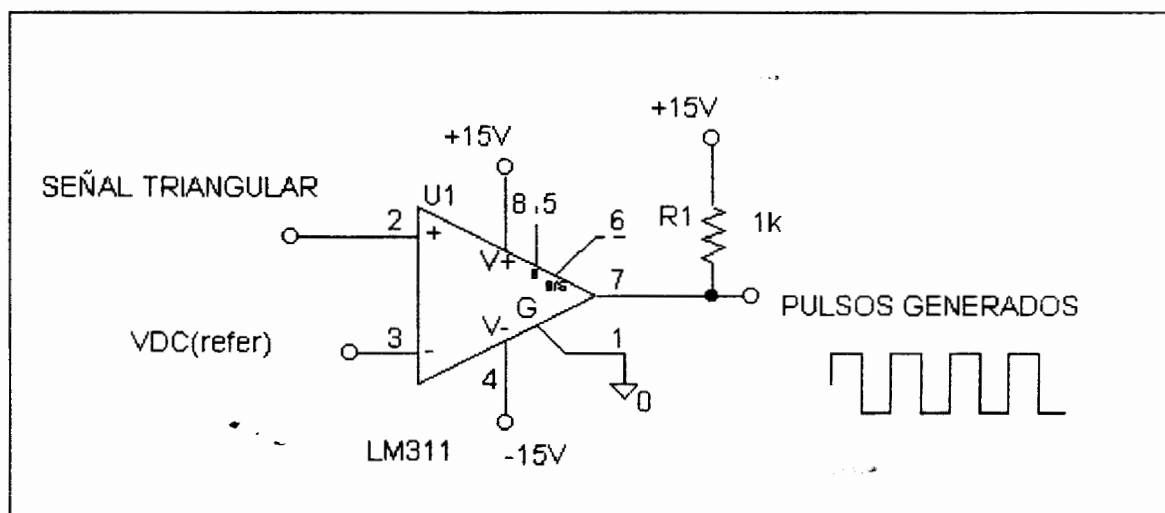 +15V
+15V
SEÑAL TRIANGULAR
U1
8
5
6
R1
1k
2
+
V+
B/S
7
G
PULSOS GENERADOS
VDC(refer)
3
-
V-
1
4
0
LM311
-15V